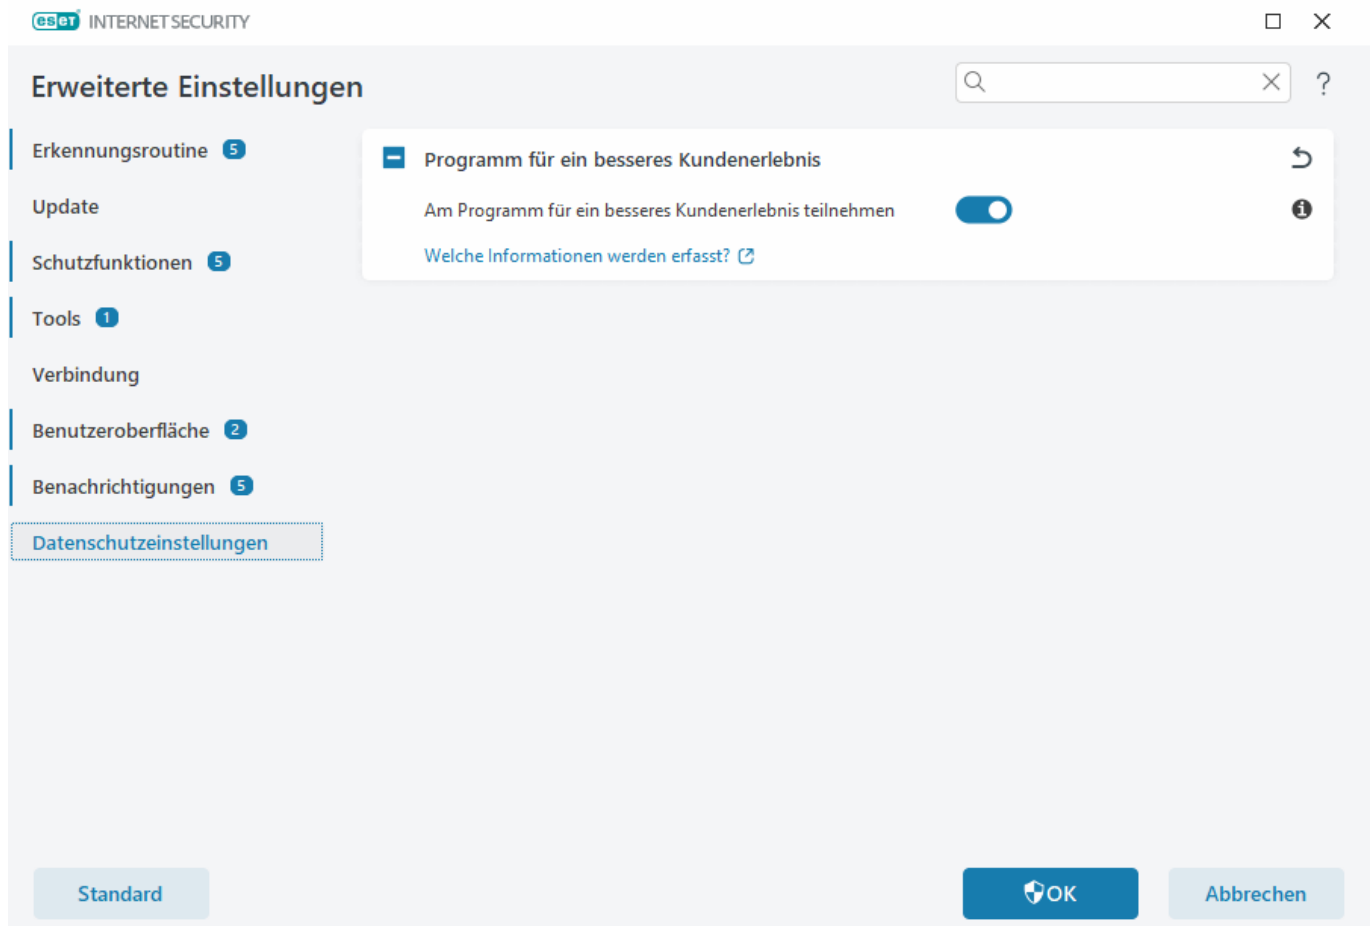 eset INTERNET SECURITY
Erweiterte Einstellungen
?
Erkennungsroutine 5
Update
Schutzfunktionen 5
Tools 1
Verbindung
Benutzeroberfläche 2
Benachrichtigungen 5
Datenschutzeinstellungen
Programm für ein besseres Kundenerlebnis
Am Programm für ein besseres Kundenerlebnis teilnehmen
Welche Informationen werden erfasst?
Standard
OK
Abbrechen